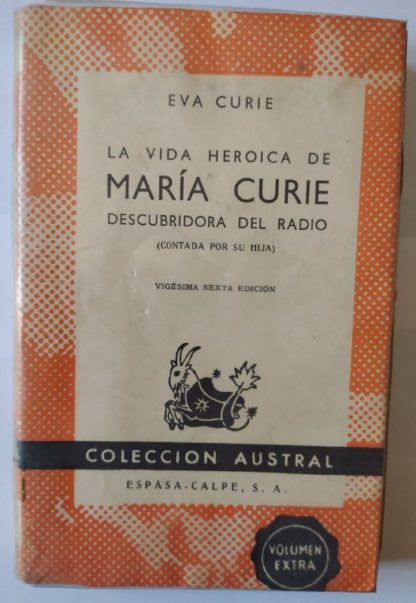 EVA CURIE
LA VIDA HEROICA DE
MARÍA CURIE
DESCUBRIDORA DEL RADIO
(CONTADA POR SU HIJA)
VIGÉSIMA SEXTA EDICIÓN
COLECCION AUSTRAL
ESPASA-CALPE, S. A.
VOLUMEN
EXTRA